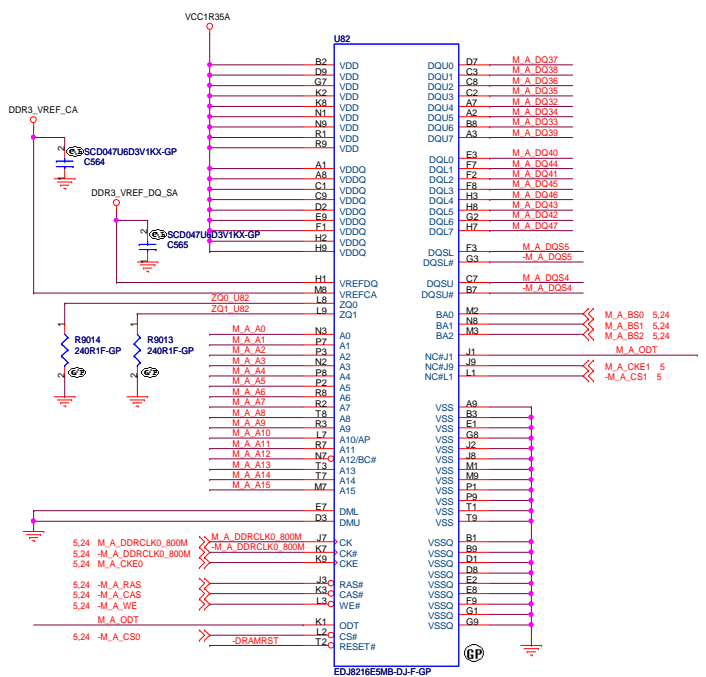 VCC1R35A
U82
DDR3_VREF_CA
2
SCD047U6D3V1KX-GP
C564
DDR3_VREF_DQ_SA
2
SCD047U6D3V1KX-GP
C565
B2 VDD
D9 VDD
G7 VDD
K2 VDD
K8 VDD
N1 VDD
N9 VDD
R1 VDD
R9 VDD
A1 VDDQ
A8 VDDQ
C1 VDDQ
C9 VDDQ
D2 VDDQ
E9 VDDQ
F1 VDDQ
H2 VDDQ
H9 VDDQ
H1 VREFDQ
M8 VREFCA
ZQ0_U82 L8 ZQ0
ZQ1_U82 L9 ZQ1
1
R9014
240R1F-GP
2
1
R9013
240R1F-GP
2
M_A_A0 N3 A0
M_A_A1 P7 A1
M_A_A2 P3 A2
M_A_A3 N2 A3
M_A_A4 P8 A4
M_A_A5 P2 A5
M_A_A6 R8 A6
M_A_A7 R2 A7
M_A_A8 T8 A8
M_A_A9 R3 A9
M_A_A10 L7 A10/AP
M_A_A11 R7 A11
M_A_A12 N7 A12/BC#
M_A_A13 T3 A13
M_A_A14 T7 A14
M_A_A15 M7 A15
E7 DML
D3 DMU
5,24 M_A_DDRCLK0_800M M_A_DDRCLK0_800M J7 CK
5,24 -M_A_DDRCLK0_800M -M_A_DDRCLK0_800M K7 CK#
5,24 M_A_CKE0 K9 CKE
5,24 -M_A_RAS J3 RAS#
5,24 -M_A_CAS K3 CAS#
5,24 -M_A_WE L3 WE#
M_A_ODT K1 ODT
5,24 -M_A_CS0 L2 CS#
-DRAMRST T2 RESET#
DQU0 D7 M_A_DQ37
DQU1 C3 M_A_DQ38
DQU2 C8 M_A_DQ36
DQU3 C2 M_A_DQ35
DQU4 A7 M_A_DQ32
DQU5 A2 M_A_DQ34
DQU6 B8 M_A_DQ33
DQU7 A3 M_A_DQ39
DQL0 E3 M_A_DQ40
DQL1 F7 M_A_DQ44
DQL2 F2 M_A_DQ41
DQL3 F8 M_A_DQ45
DQL4 H3 M_A_DQ46
DQL5 H8 M_A_DQ43
DQL6 G2 M_A_DQ42
DQL7 H7 M_A_DQ47
DQSL F3 M_A_DQS5
DQSL# G3 -M_A_DQS5
DQSU C7 M_A_DQS4
DQSU# B7 -M_A_DQS4
BA0 M2 M_A_BS0 5,24
BA1 N8 M_A_BS1 5,24
BA2 M3 M_A_BS2 5,24
NC#J1 J1 M_A_ODT
NC#J9 J9 M_A_CKE1 5
NC#L1 L1 -M_A_CS1 5
VSS A9
VSS B3
VSS E1
VSS G8
VSS J2
VSS J8
VSS M1
VSS M9
VSS P1
VSS P9
VSS T1
VSS T9
VSSQ B1
VSSQ B9
VSSQ D1
VSSQ D8
VSSQ E2
VSSQ E8
VSSQ F9
VSSQ G1
VSSQ G9
GP
EDJ8216E5MB-DJ-F-GP